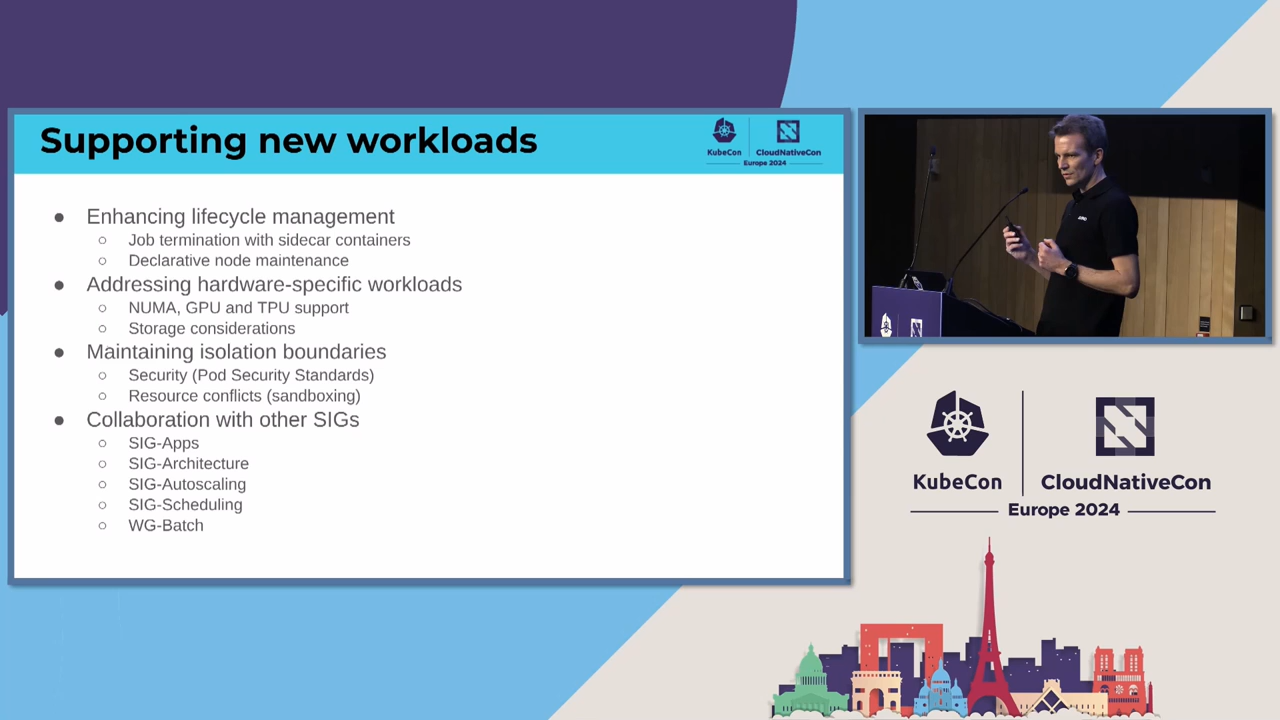 Supporting new workloads
KubeCon
CloudNativeCon
Europe 2024
● Enhancing lifecycle management
○ Job termination with sidecar containers
○ Declarative node maintenance
● Addressing hardware-specific workloads
○ NUMA, GPU and TPU support
○ Storage considerations
● Maintaining isolation boundaries
○ Security (Pod Security Standards)
○ Resource conflicts (sandboxing)
● Collaboration with other SIGs
○ SIG-Apps
○ SIG-Architecture
○ SIG-Autoscaling
○ SIG-Scheduling
○ WG-Batch
KubeCon
CloudNativeCon
Europe 2024